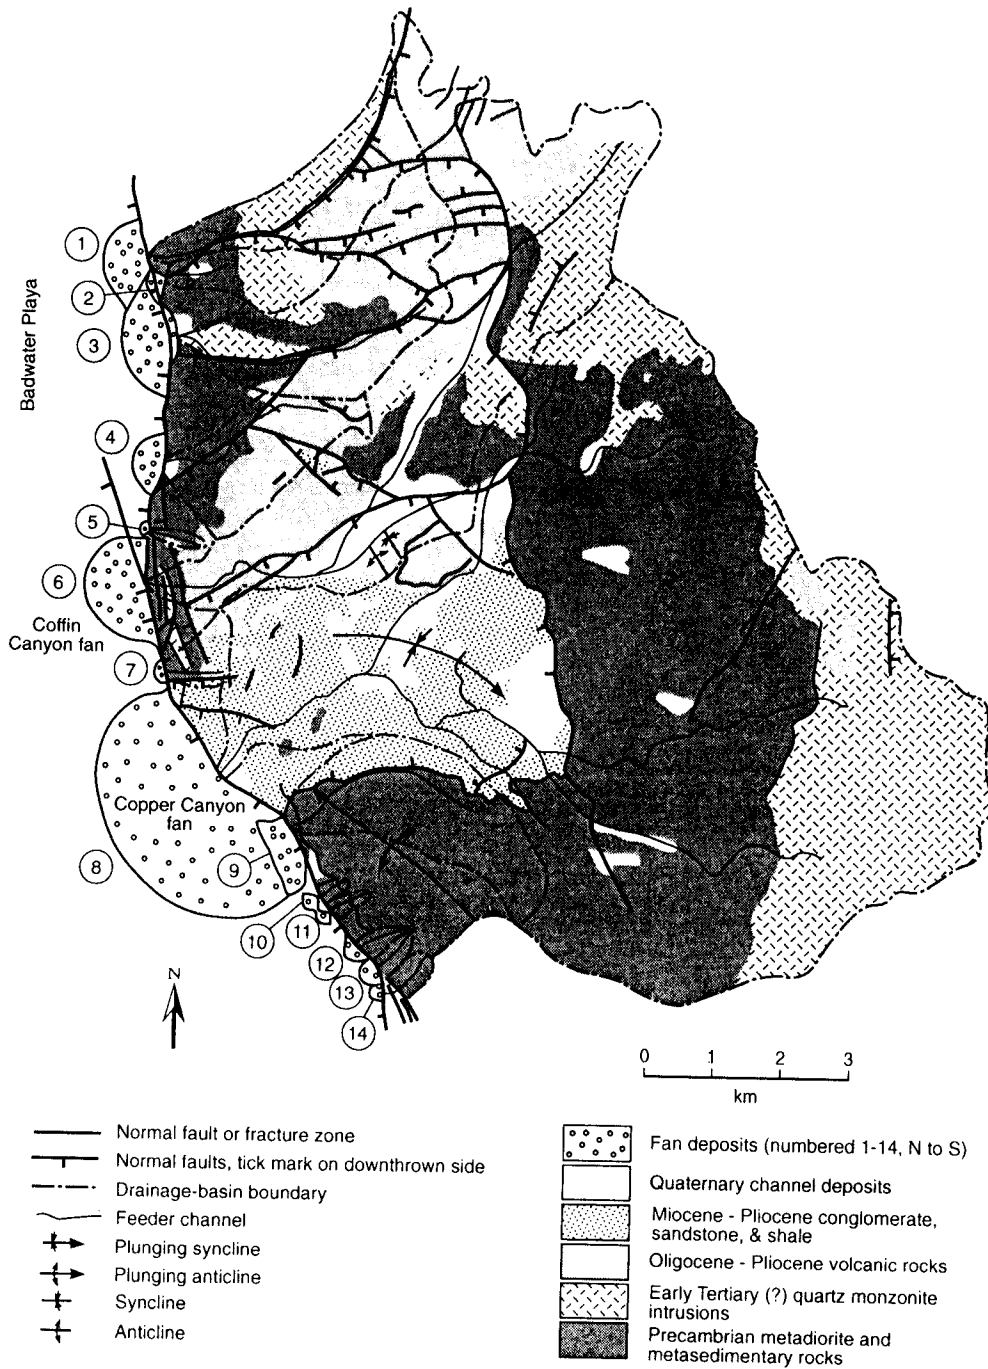 1
2
Badwater Playa
3
4
5
6
Coffin
Canyon fan
7
Copper Canyon
fan
8
9
10
11
12
13
14
N
0 1 2 3
km
Normal fault or fracture zone
Normal faults, tick mark on downthrown side
Drainage-basin boundary
Feeder channel
Plunging syncline
Plunging anticline
Syncline
Anticline
Fan deposits (numbered 1-14, N to S)
Quaternary channel deposits
Miocene - Pliocene conglomerate,
sandstone, & shale
Oligocene - Pliocene volcanic rocks
Early Tertiary (?) quartz monzonite
intrusions
Precambrian metadiorite and
metasedimentary rocks